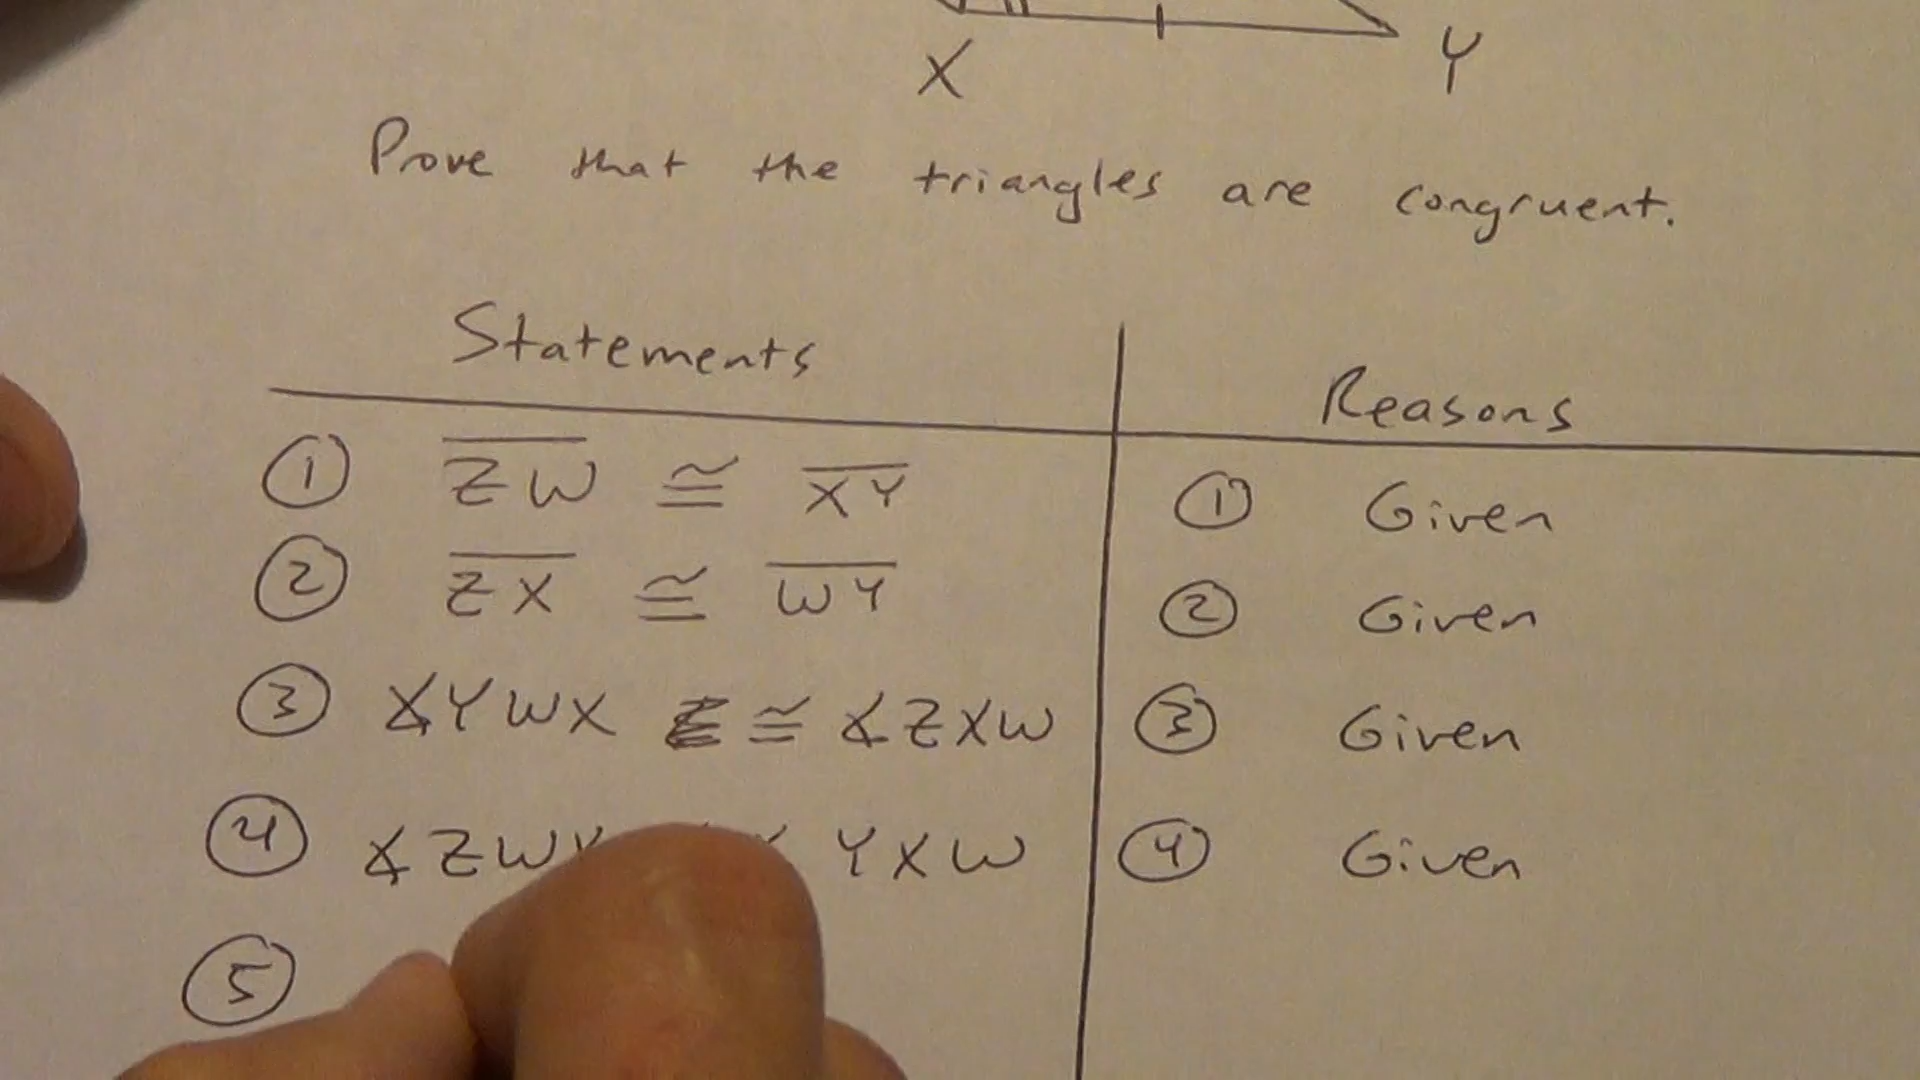 X Y
Prove that the triangles are congruent.
Statements Reasons
① ZW ≅ XY ① Given
② ZX ≅ WY ② Given
③ ∡YWX ≅ ∡ZXW ③ Given
④ ∡ZW YXW ④ Given
⑤